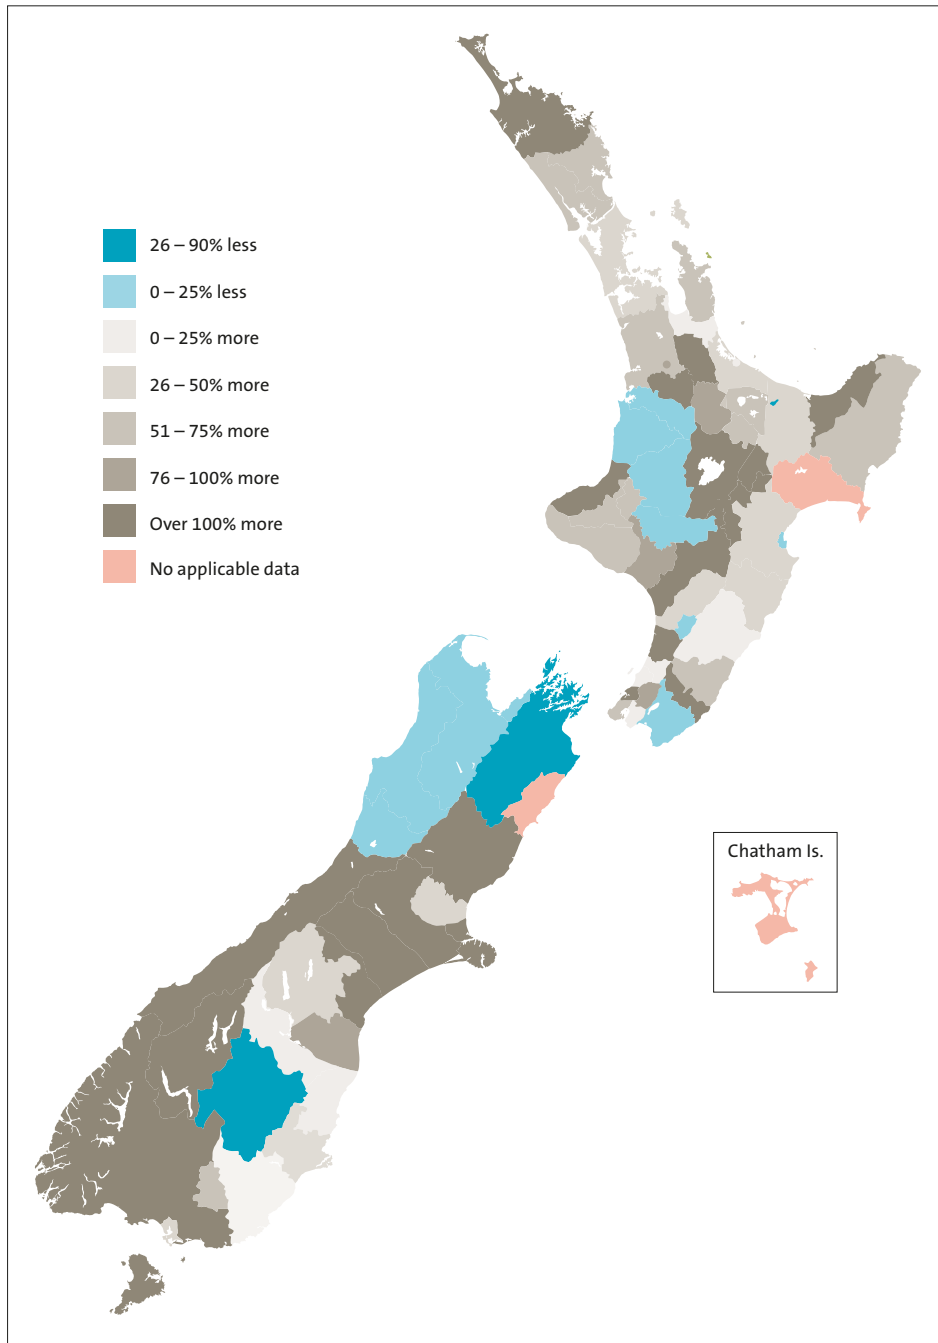 26 – 90% less
0 – 25% less
0 – 25% more
26 – 50% more
51 – 75% more
76 – 100% more
Over 100% more
No applicable data
Chatham Is.